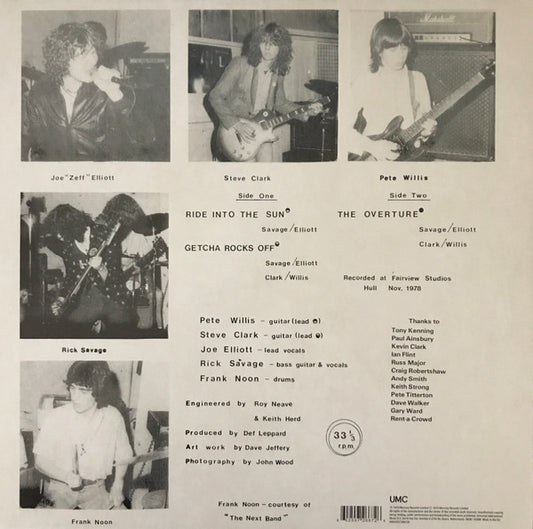 Marshall
Joe "Zeff" Elliott
Steve Clark
Pete Willis
Side One
Side Two
RIDE INTO THE SUN
THE OVERTURE
Savage/Elliott
Savage/Elliott
Clark/Willis
GETCHA ROCKS OFF
Savage/Elliott
Clark/Willis
Recorded at Fairview Studios
Hull Nov. 1978
Rick Savage
Pete Willis – guitar (lead)
Steve Clark – guitar (lead)
Joe Elliott – lead vocals
Rick Savage – bass guitar & vocals
Frank Noon – drums
Thanks to
Tony Kenning
Paul Ainsbury
Kevin Clark
Ian Flint
Russ Major
Craig Robertshaw
Andy Smith
Keith Strong
Pete Titterton
Dave Walker
Gary Ward
Rent-a Crowd
Engineered by Roy Neave
& Keith Herd
Produced by Def Leppard
Art work by Dave Jeffery
Photography by John Wood
33 1/3
r.p.m.
Frank Noon – courtesy of
"The Next Band"
Frank Noon
UMC